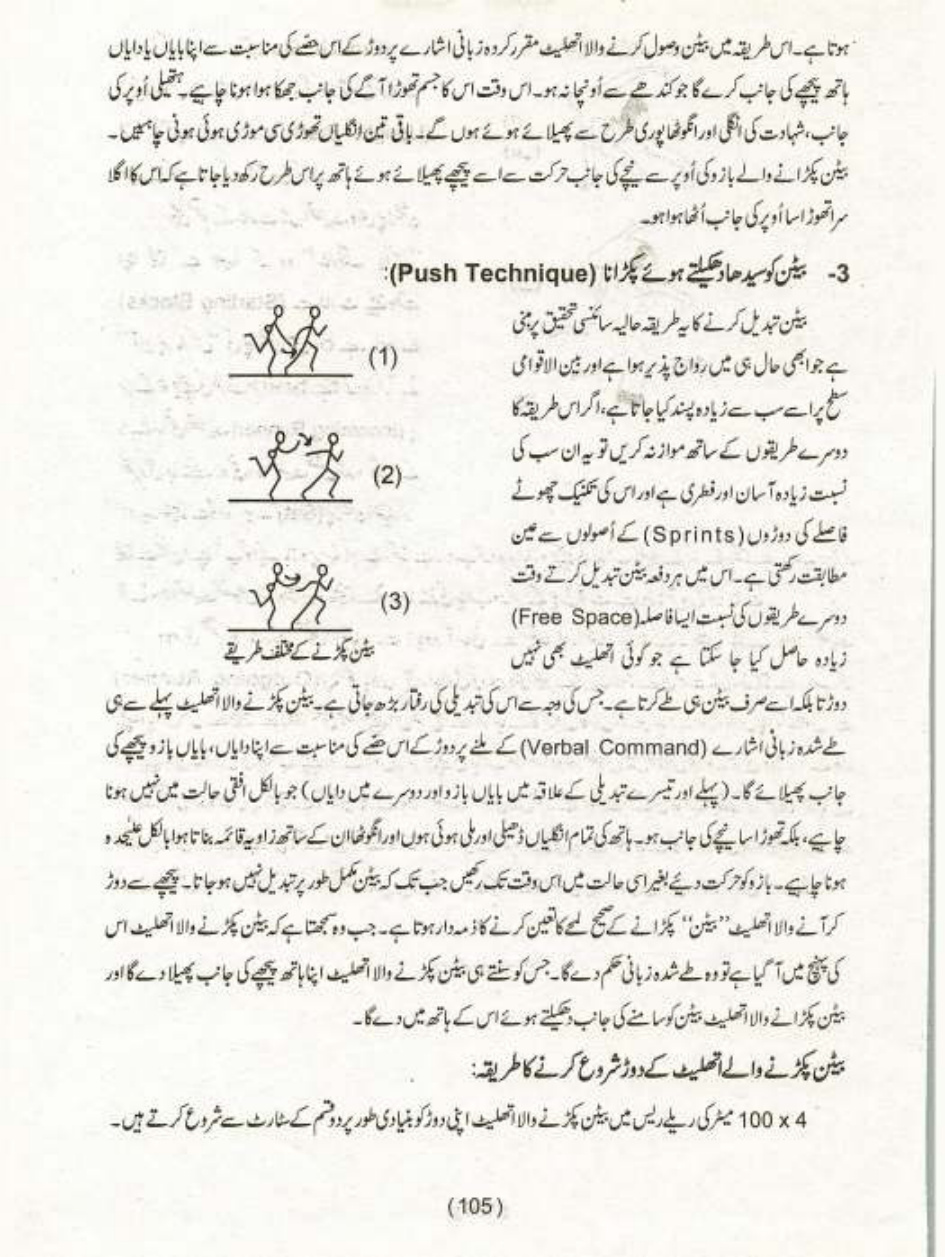 ہوتا ہے۔ اس طریقہ میں بیٹن وصول کرنے والا اتھلیٹ مقرر کردہ زبانی اشارے پر دوڑ کے اس حصّے کی مناسبت سے اپنا بایاں یا دایاں
ہاتھ پیچھے کی جانب کرے گا جو کندھے سے اُونچا نہ ہو۔ اس وقت اس کا جسم تھوڑا آگے کی جانب جھکا ہوا ہونا چاہیے۔ ہتھیلی اُوپر کی
جانب، شہادت کی انگلی اور انگوٹھا پوری طرح سے پھیلائے ہوئے ہوں گے۔ باقی تین انگلیاں تھوڑی سی موڑی ہوئی ہونی چاہئیں۔
بیٹن پکڑانے والے بازو کی اُوپر سے نیچے کی جانب حرکت سے اسے پیچھے پھیلائے ہوئے ہاتھ پر اس طرح رکھ دیا جاتا ہے کہ اس کا اگلا
سرا تھوڑا سا اُوپر کی جانب اُٹھا ہوا ہو۔
3- بیٹن کو سیدھا دھکیلتے ہوئے پکڑانا (Push Technique):
بیٹن تبدیل کرنے کا یہ طریقہ حالیہ سائنسی تحقیق پر مبنی
ہے جو ابھی حال ہی میں رواج پذیر ہوا ہے اور بین الاقوامی
سطح پر اسے سب سے زیادہ پسند کیا جاتا ہے، اگر اس طریقہ کا
دوسرے طریقوں کے ساتھ موازنہ کریں تو یہ ان سب کی
نسبت زیادہ آسان اور فطری ہے اور اس کی تکنیک چھوٹے
فاصلے کی دوڑوں (Sprints) کے اُصولوں سے عین
مطابقت رکھتی ہے۔ اس میں ہر دفعہ بیٹن تبدیل کرتے وقت
دوسرے طریقوں کی نسبت ایسا فاصلہ (Free Space)
زیادہ حاصل کیا جا سکتا ہے جو کوئی اتھلیٹ بھی نہیں
(1)
(2)
(3)
بیٹن پکڑنے کے مختلف طریقے
دوڑتا بلکہ اسے صرف بیٹن ہی طے کرتا ہے۔ جس کی وجہ سے اس کی تبدیلی کی رفتار بڑھ جاتی ہے۔ بیٹن پکڑنے والا اتھلیٹ پہلے سے ہی
طے شدہ زبانی اشارے (Verbal Command) کے ملنے پر دوڑ کے اس حصّے کی مناسبت سے اپنا دایاں، بایاں بازو پیچھے کی
جانب پھیلائے گا۔ (پہلے اور تیسرے تبدیلی کے علاقہ میں بایاں بازو اور دوسرے میں دایاں) جو بالکل افقی حالت میں نہیں ہونا
چاہیے، بلکہ تھوڑا سا نیچے کی جانب ہو۔ ہاتھ کی تمام انگلیاں ڈھیلی اور ملی ہوئی ہوں اور انگوٹھا ان کے ساتھ زاویہ قائمہ بناتا ہوا بالکل علیٰحدہ
ہونا چاہیے۔ بازو کو حرکت دیئے بغیر اسی حالت میں اس وقت تک رکھیں جب تک کہ بیٹن مکمل طور پر تبدیل نہیں ہو جاتا۔ پیچھے سے دوڑ
کر آنے والا اتھلیٹ ”بیٹن“ پکڑانے کے صحیح لمحے کا تعین کرنے کا ذمہ دار ہوتا ہے۔ جب وہ سمجھتا ہے کہ بیٹن پکڑنے والا اتھلیٹ اس
کی پہنچ میں آ گیا ہے تو وہ طے شدہ زبانی حکم دے گا۔ جس کو سنتے ہی بیٹن پکڑنے والا اتھلیٹ اپنا ہاتھ پیچھے کی جانب پھیلا دے گا اور
بیٹن پکڑانے والا اتھلیٹ بیٹن کو سامنے کی جانب دھکیلتے ہوئے اس کے ہاتھ میں دے گا۔
بیٹن پکڑنے والے اتھلیٹ کے دوڑ شروع کرنے کا طریقہ:
4 x 100 میٹر کی ریلے ریس میں بیٹن پکڑنے والا اتھلیٹ اپنی دوڑ کو بنیادی طور پر دو قسم کے سٹارٹ سے شروع کرتے ہیں۔
(105)